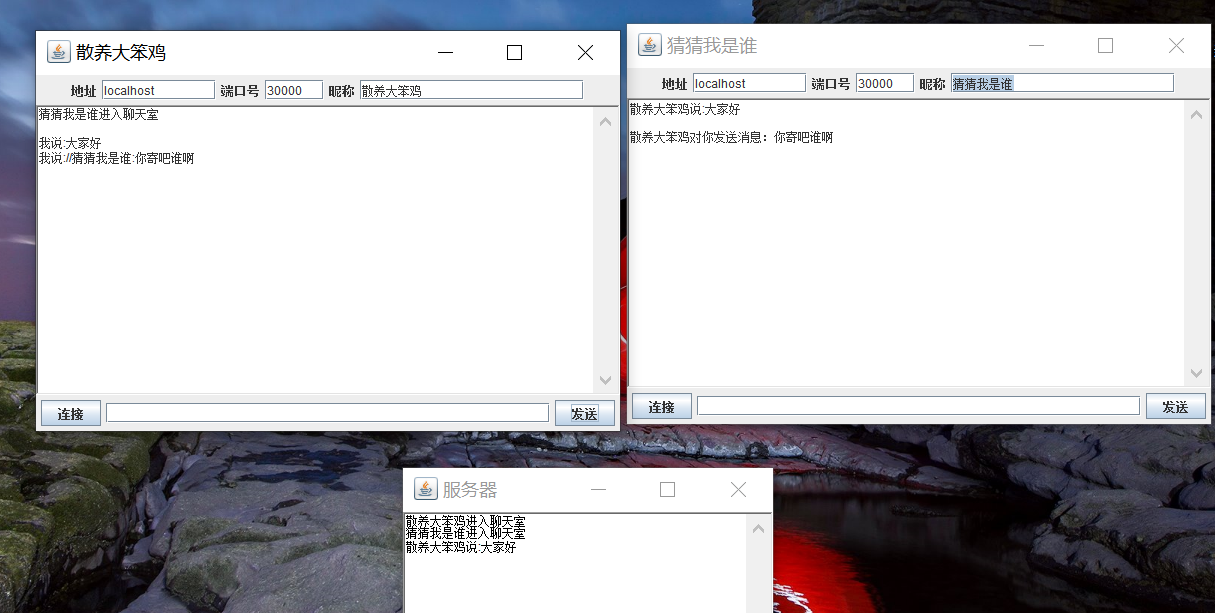 散养大笨鸡
地址 localhost 端口号 30000 昵称 散养大笨鸡
猜猜我是谁进入聊天室
我说:大家好
我说://猜猜我是谁:你寄吧谁啊
连接 发送
猜猜我是谁
地址 localhost 端口号 30000 昵称 猜猜我是谁
散养大笨鸡说:大家好
散养大笨鸡对你发送消息：你寄吧谁啊
连接 发送
服务器
散养大笨鸡进入聊天室
猜猜我是谁进入聊天室
散养大笨鸡说:大家好